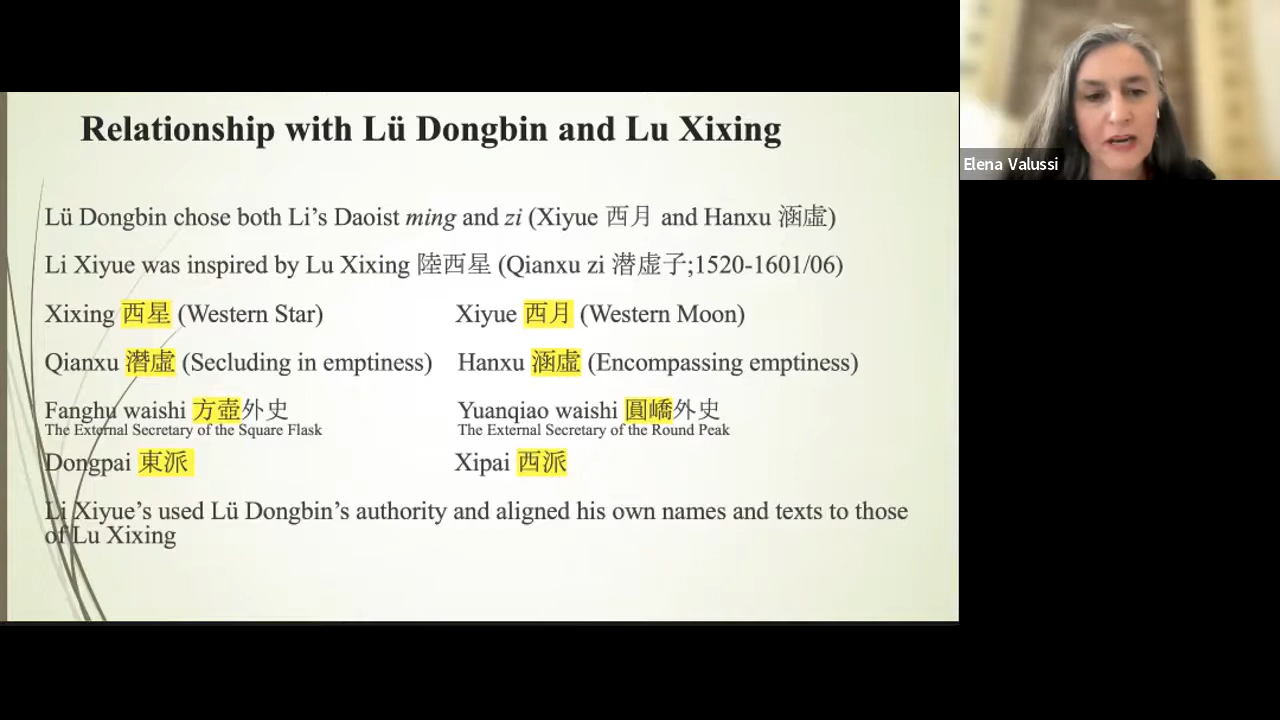 Relationship with Lü Dongbin and Lu Xixing
Lü Dongbin chose both Li's Daoist ming and zi (Xiyue 西月 and Hanxu 涵虛)
Li Xiyue was inspired by Lu Xixing 陸西星 (Qianxu zi 潜虚子;1520-1601/06)
Xixing 西星 (Western Star) Xiyue 西月 (Western Moon)
Qianxu 潛虛 (Secluding in emptiness) Hanxu 涵虛 (Encompassing emptiness)
Fanghu waishi 方壺外史 Yuanqiao waishi 圓嶠外史
The External Secretary of the Square Flask The External Secretary of the Round Peak
Dongpai 東派 Xipai 西派
Li Xiyue's used Lü Dongbin's authority and aligned his own names and texts to those
of Lu Xixing
Elena Valussi